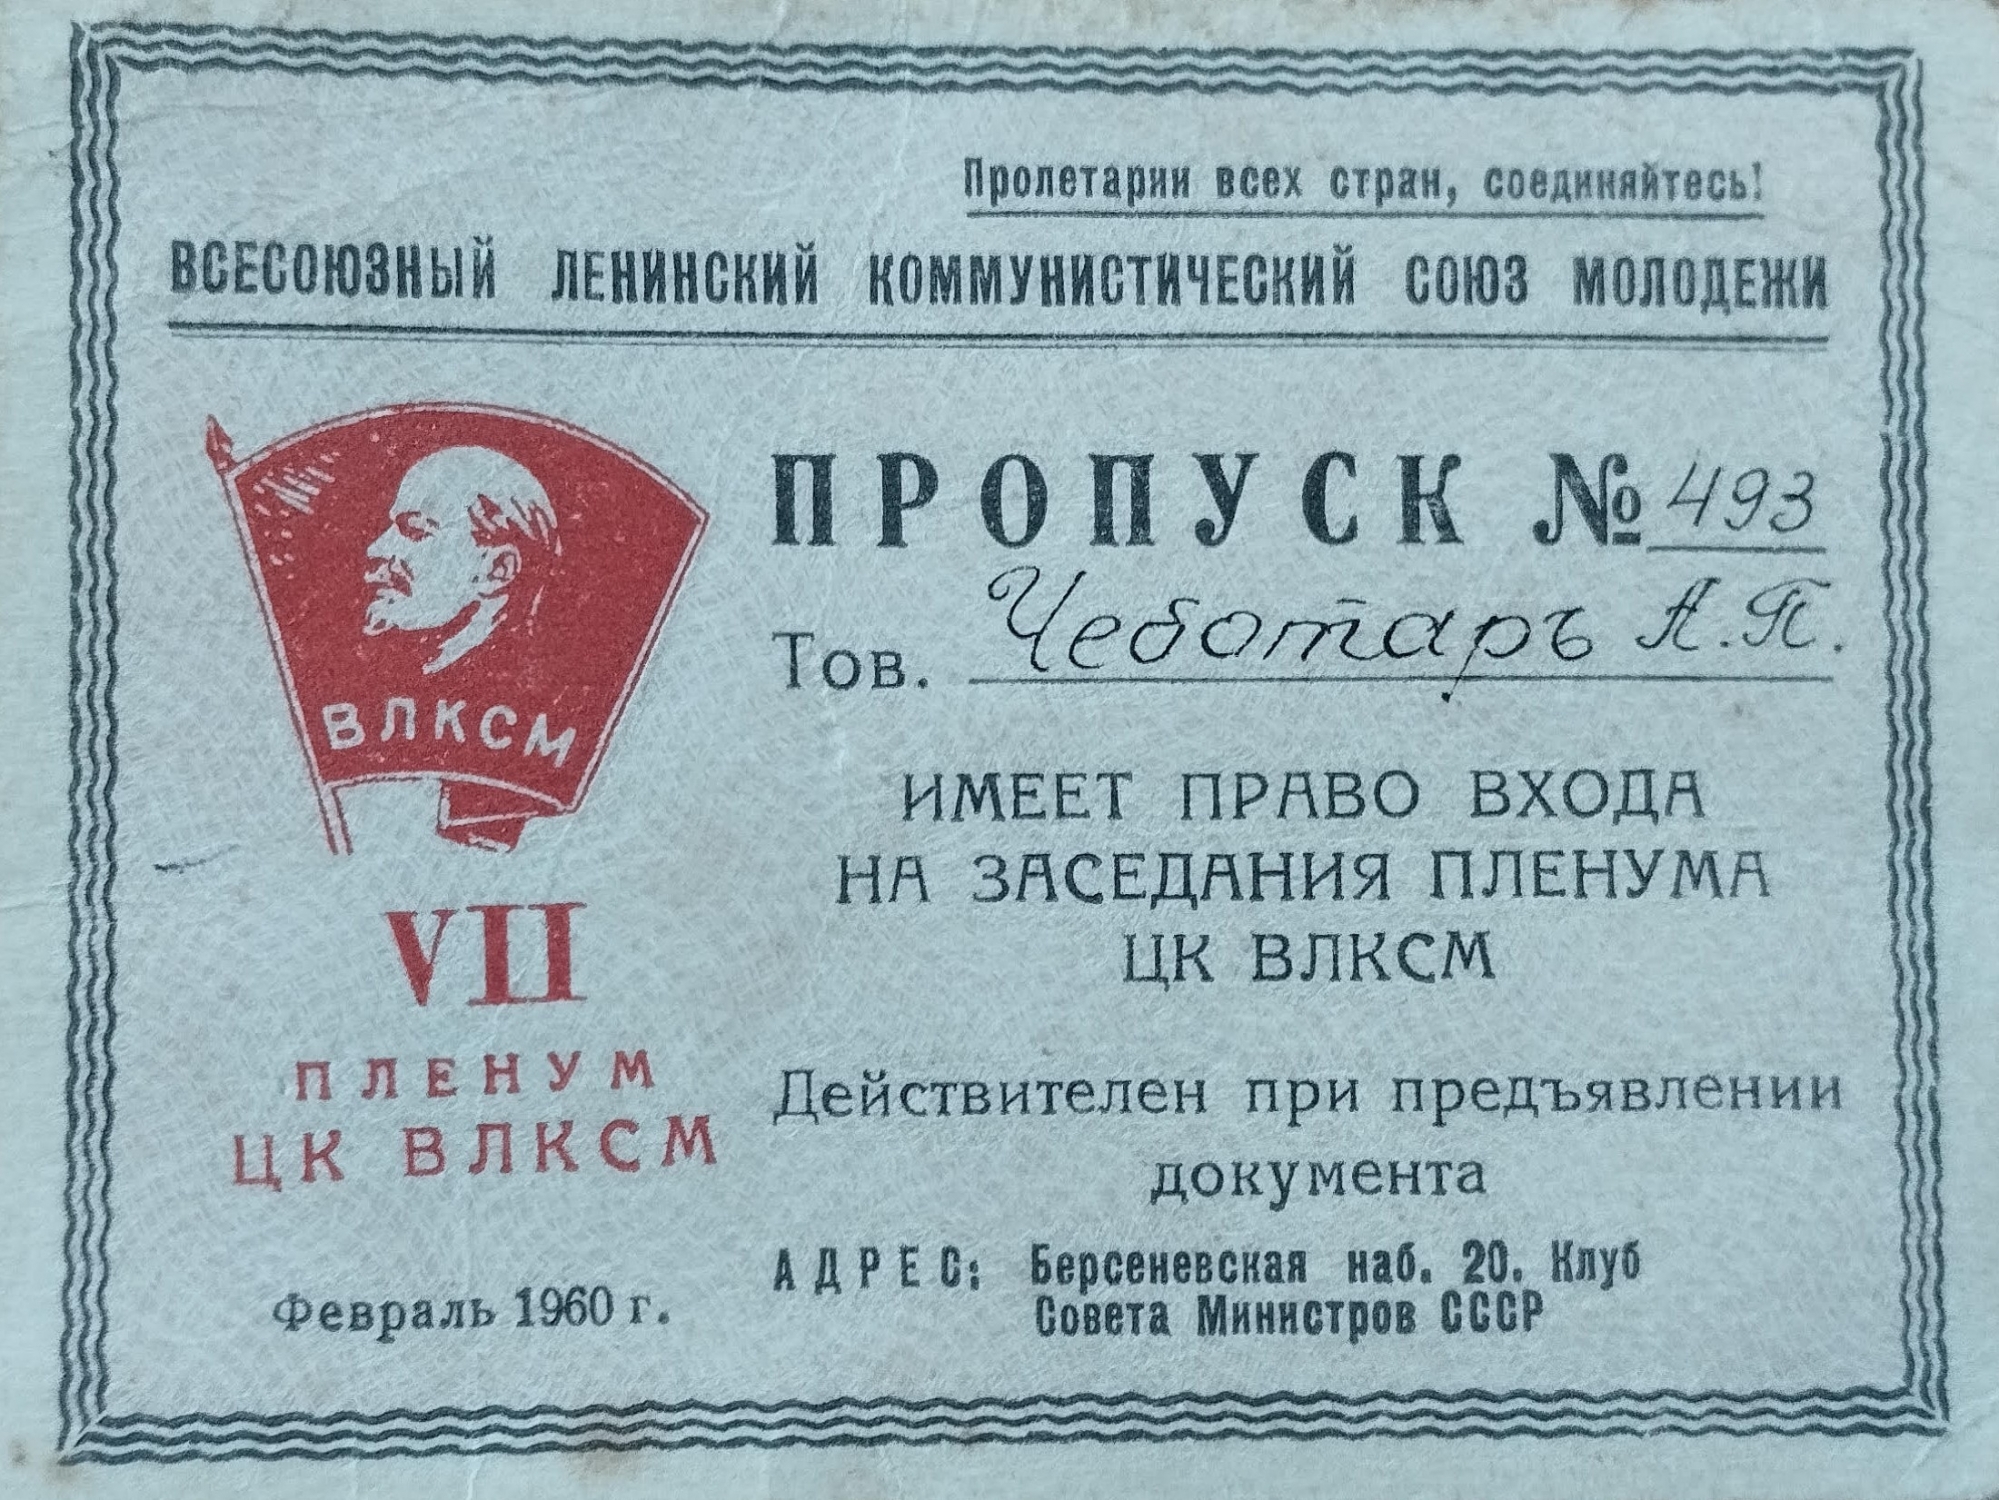 Пролетарии всех стран, соединяйтесь!
ВСЕСОЮЗНЫЙ ЛЕНИНСКИЙ КОММУНИСТИЧЕСКИЙ СОЮЗ МОЛОДЕЖИ
ВЛКСМ
VII
ПЛЕНУМ
ЦК ВЛКСМ
Февраль 1960 г.
ПРОПУСК № 493
Тов. Чеботарь А.П.
ИМЕЕТ ПРАВО ВХОДА
НА ЗАСЕДАНИЯ ПЛЕНУМА
ЦК ВЛКСМ
Действителен при предъявлении
документа
АДРЕС: Берсеневская наб. 20. Клуб
Совета Министров СССР